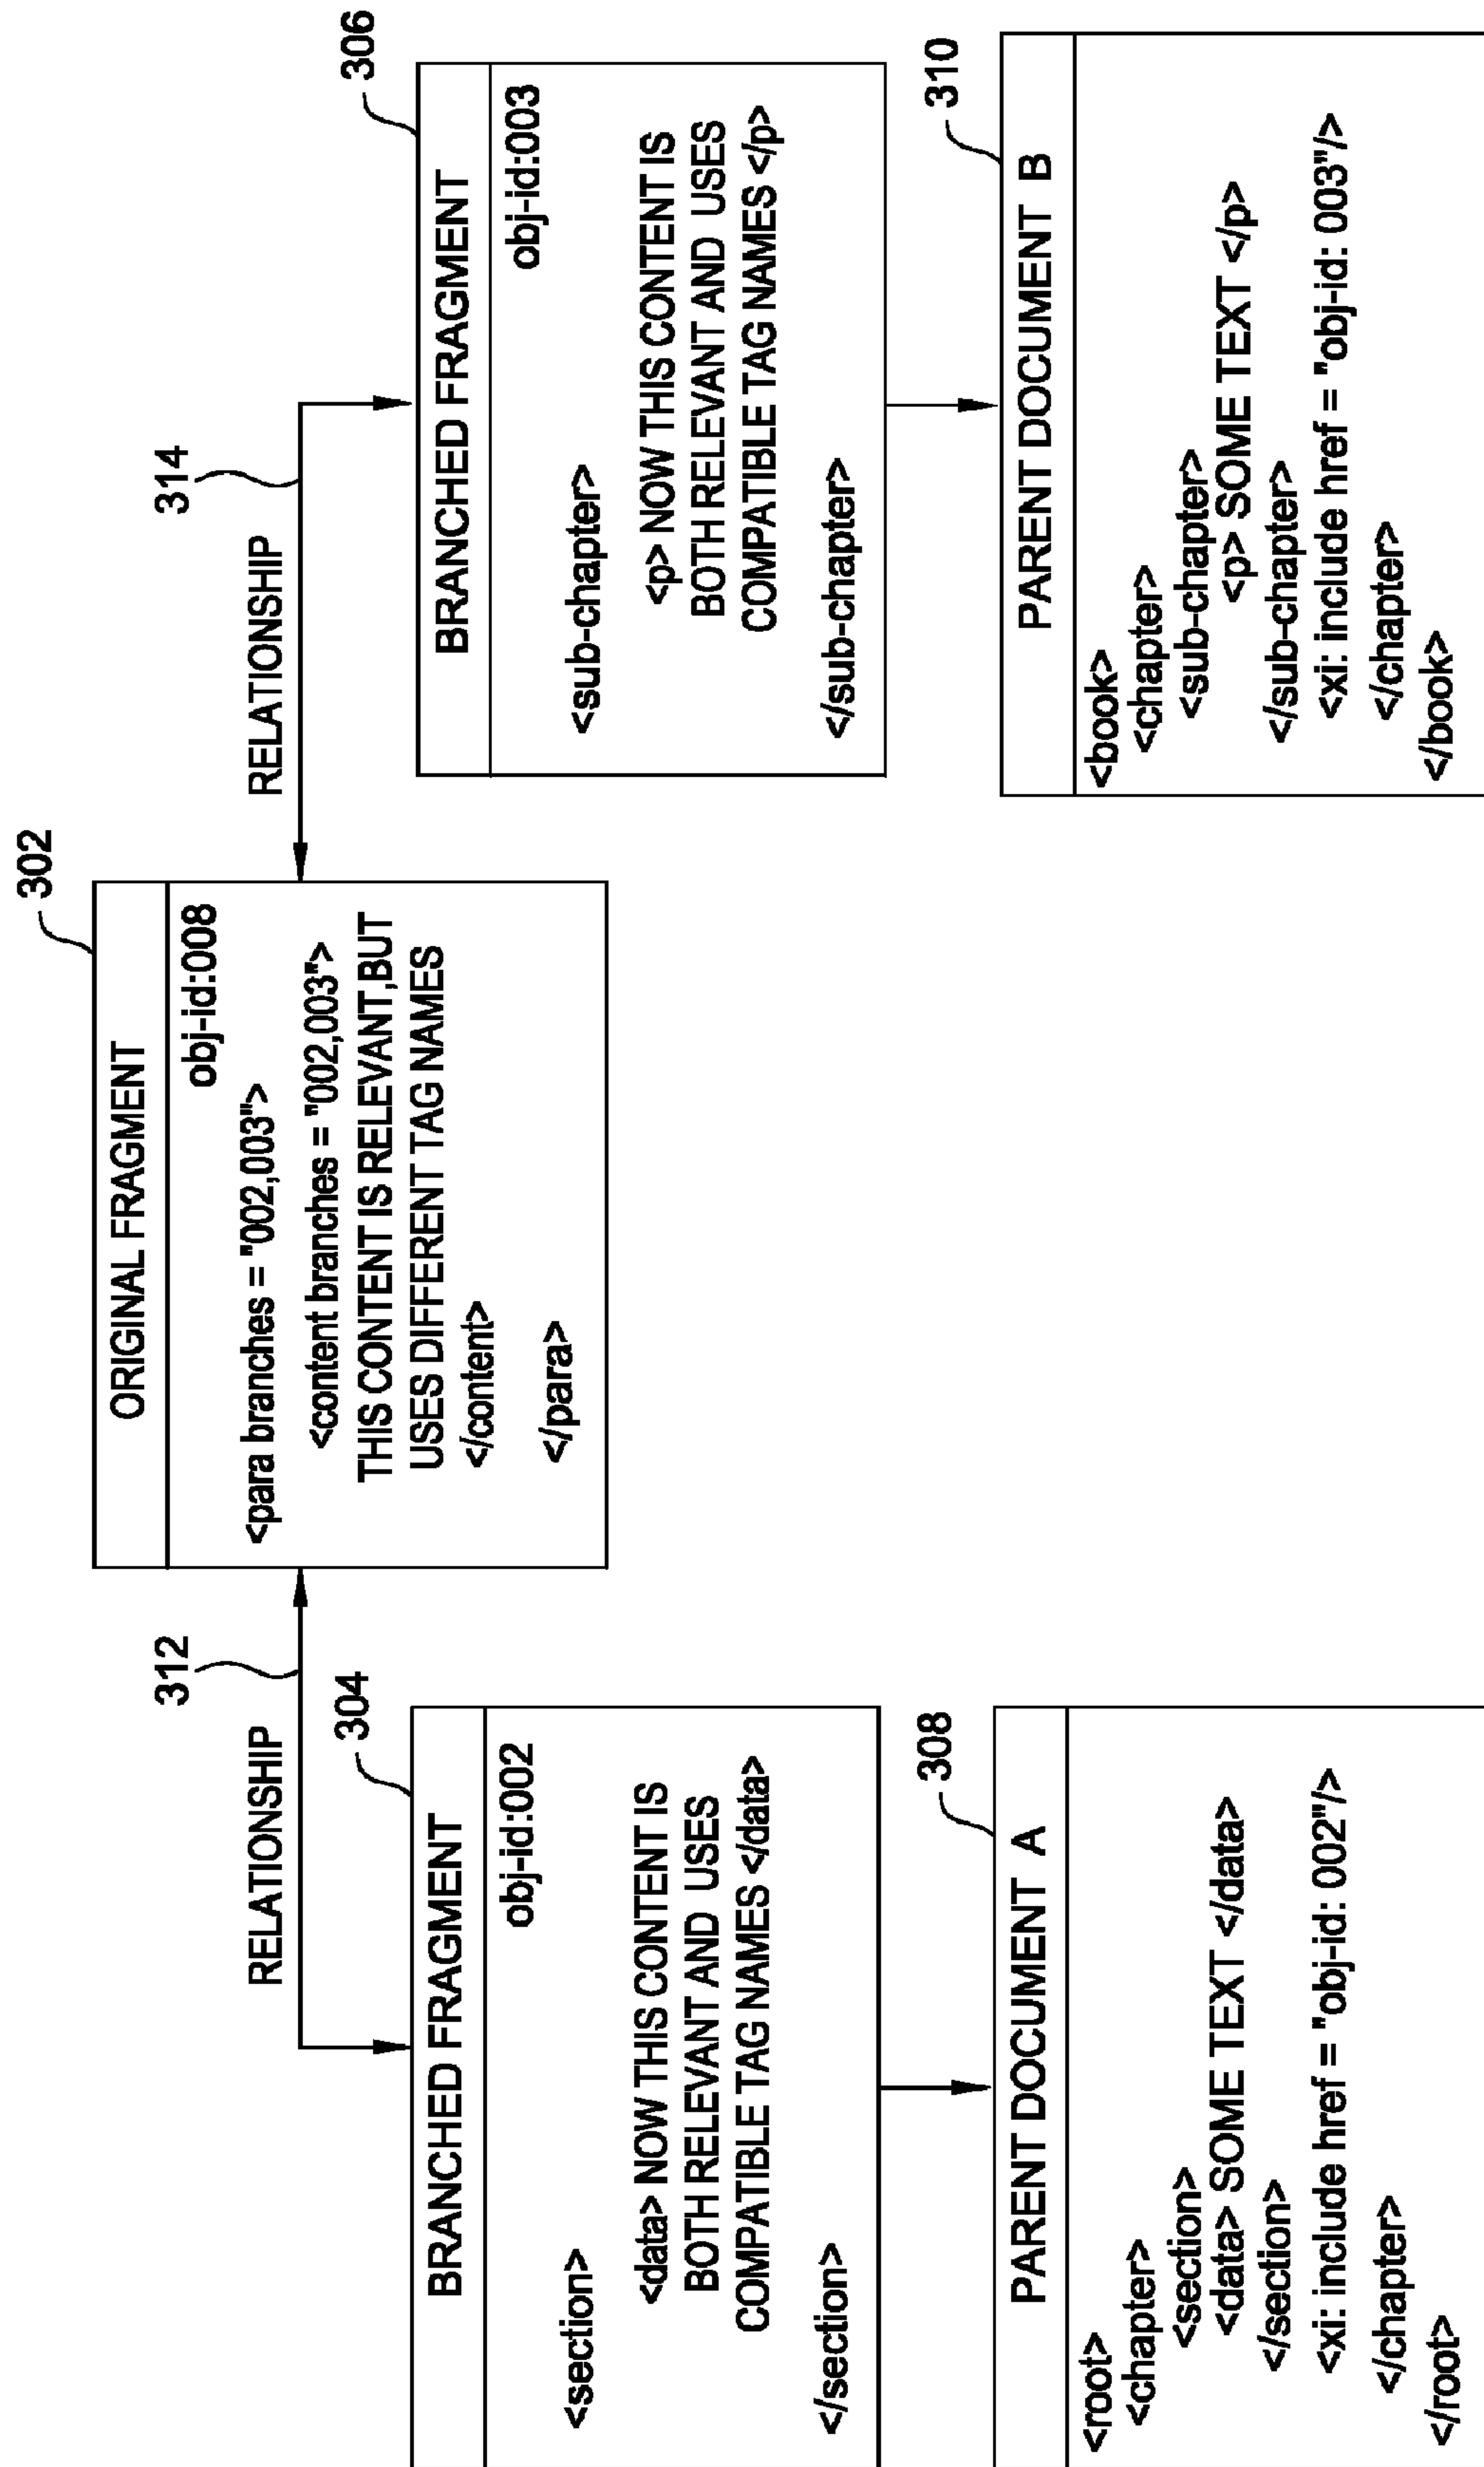 302
ORIGINAL FRAGMENT
obj-id:008
<para branches = "002,003">
<content branches = "002,003">
THIS CONTENT IS RELEVANT,BUT
USES DIFFERENT TAG NAMES
</content>
</para>
312
RELATIONSHIP
314
RELATIONSHIP
304
BRANCHED FRAGMENT
obj-id:002
<section>
<data> NOW THIS CONTENT IS
BOTH RELEVANT AND USES
COMPATIBLE TAG NAMES </data>
</section>
306
BRANCHED FRAGMENT
obj-id:003
<sub-chapter>
<p> NOW THIS CONTENT IS
BOTH RELEVANT AND USES
COMPATIBLE TAG NAMES </p>
</sub-chapter>
308
PARENT DOCUMENT A
<root>
<chapter>
<section>
<data> SOME TEXT </data>
</section>
<xi: include href = "obj-id: 002"/>
</chapter>
</root>
310
PARENT DOCUMENT B
<book>
<chapter>
<sub-chapter>
<p> SOME TEXT </p>
</sub-chapter>
<xi: include href = "obj-id: 003"/>
</chapter>
</book>